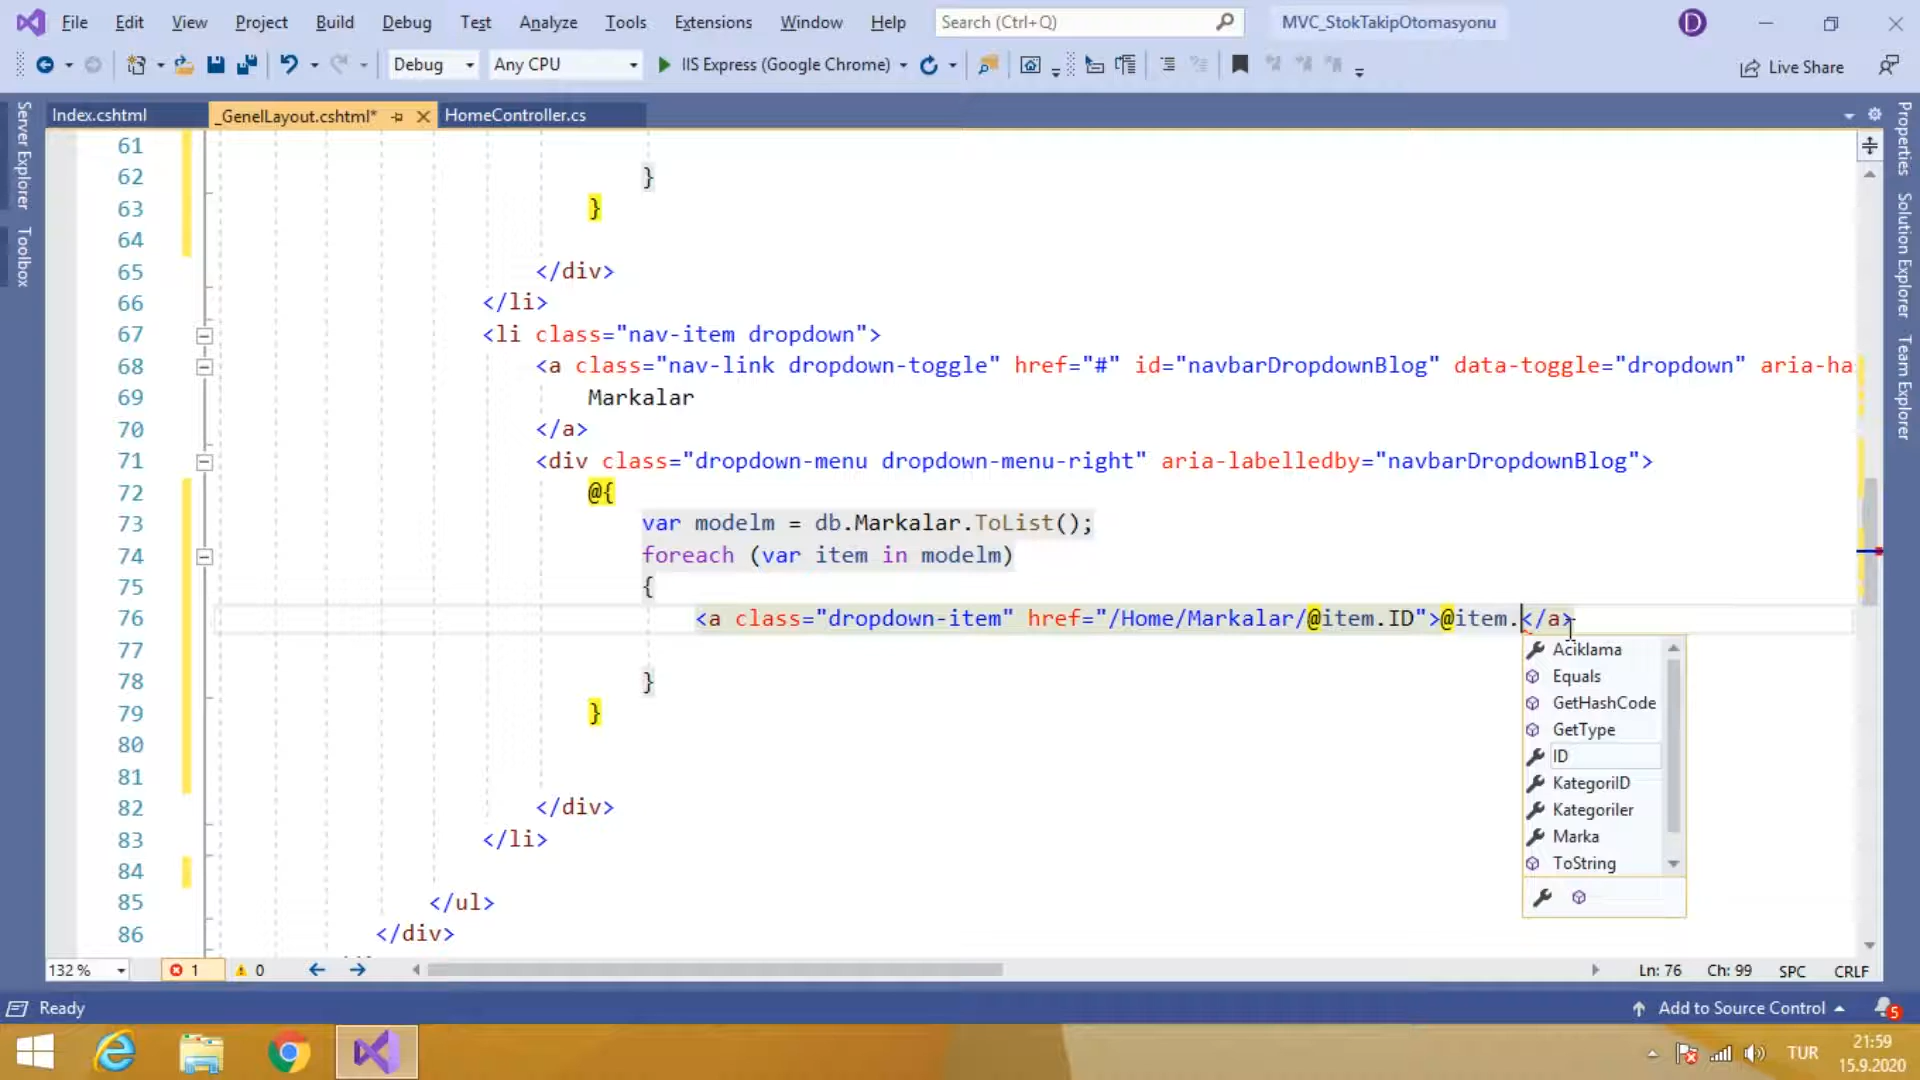 File Edit View Project Build Debug Test Analyze Tools Extensions Window Help Search (Ctrl+Q) MVC_StokTakipOtomasyonu D
Debug Any CPU IIS Express (Google Chrome) Live Share
Index.cshtml _GenelLayout.cshtml* HomeController.cs
Server Explorer
Toolbox
Properties
Solution Explorer
Team Explorer
61
62 }
63 }
64
65 </div>
66 </li>
67 <li class="nav-item dropdown">
68 <a class="nav-link dropdown-toggle" href="#" id="navbarDropdownBlog" data-toggle="dropdown" aria-ha
69 Markalar
70 </a>
71 <div class="dropdown-menu dropdown-menu-right" aria-labelledby="navbarDropdownBlog">
72 @{
73 var modelm = db.Markalar.ToList();
74 foreach (var item in modelm)
75 {
76 <a class="dropdown-item" href="/Home/Markalar/@item.ID">@item.</a>
77
78 }
79 }
80
81
82 </div>
83 </li>
84
85 </ul>
86 </div>
Aciklama
Equals
GetHashCode
GetType
ID
KategoriID
Kategoriler
Marka
ToString
132 % 1 0 Ln: 76 Ch: 99 SPC CRLF
Ready Add to Source Control 5
TUR 21:59
15.9.2020